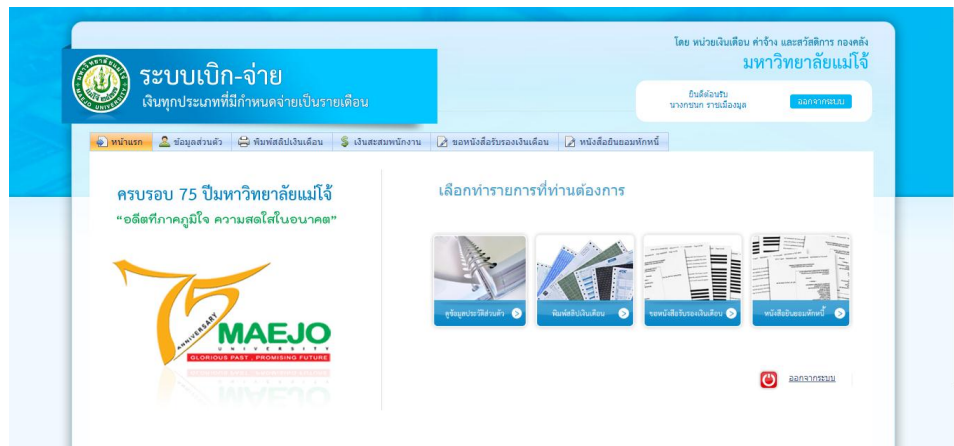 โดย หน่วยเงินเดือน ค่าจ้าง และสวัสดิการ กองคลัง
มหาวิทยาลัยแม่โจ้
ระบบเบิก-จ่าย
เงินทุกประเภทที่มีกำหนดจ่ายเป็นรายเดือน
ยินดีต้อนรับ
นางกชนก ราชเมืองมูล
ออกจากระบบ
หน้าแรก ข้อมูลส่วนตัว พิมพ์สลิปเงินเดือน เงินสะสมพนักงาน ขอหนังสือรับรองเงินเดือน หนังสือยินยอมหักหนี้
ครบรอบ 75 ปีมหาวิทยาลัยแม่โจ้
“อดีตที่ภาคภูมิใจ ความสดใสในอนาคต”
เลือกทำรายการที่ท่านต้องการ
75
ANNIVERSARY
MAEJO
UNIVERSITY
GLORIOUS PAST , PROMISING FUTURE
ดูข้อมูลประวัติส่วนตัว
พิมพ์สลิปเงินเดือน
ขอหนังสือรับรองเงินเดือน
หนังสือยินยอมหักหนี้
ออกจากระบบ